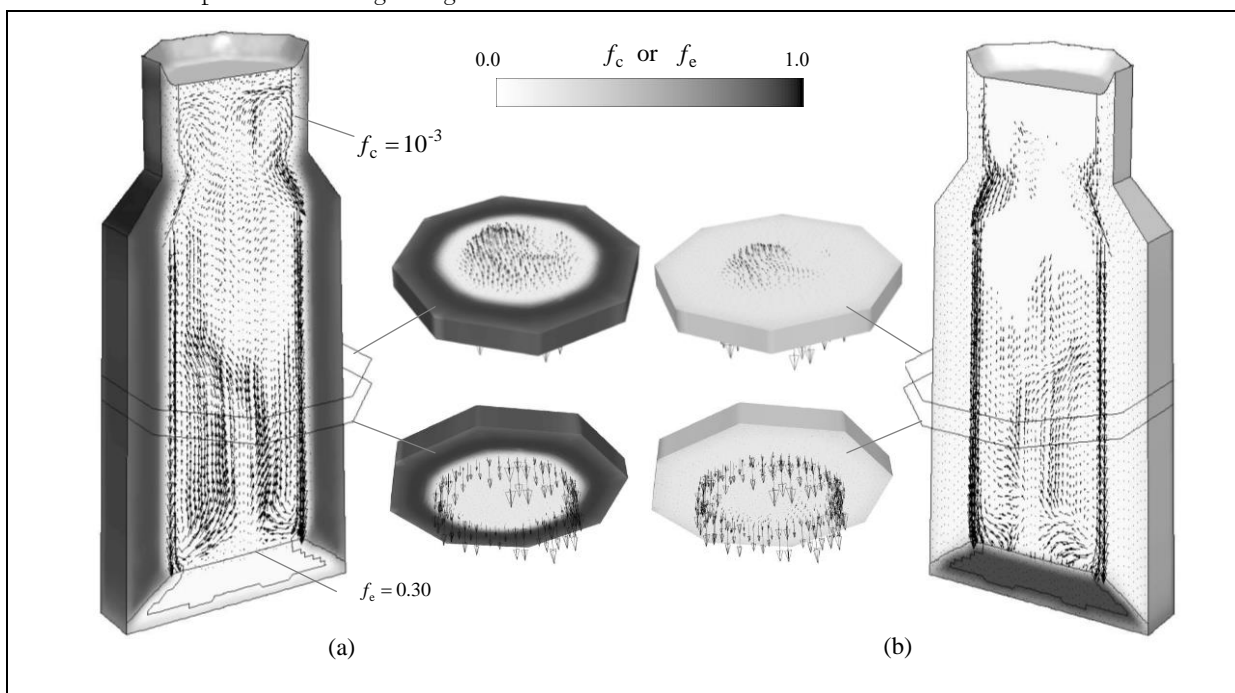 0.0 f_c or f_e 1.0
f_c = 10^-3
f_e = 0.30
(a) (b)